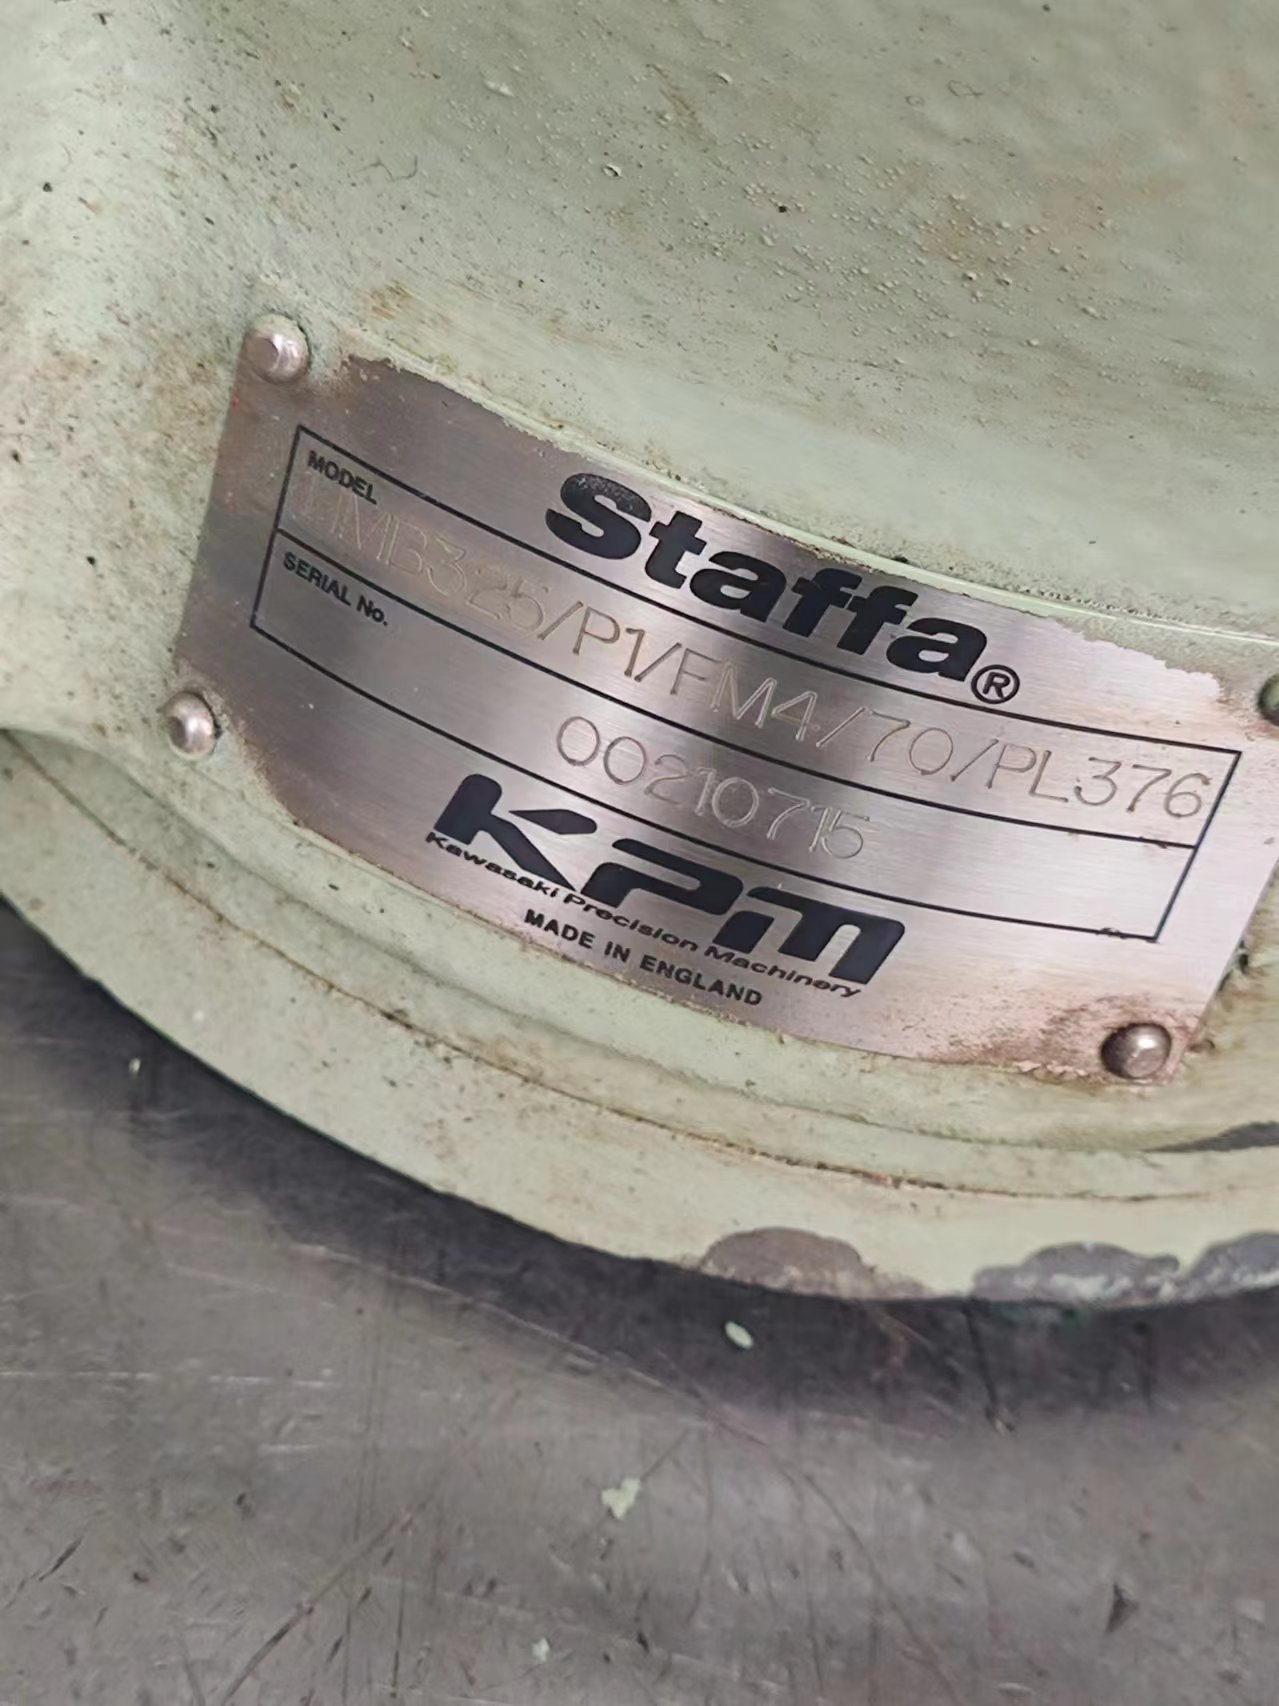 Staffa®
MODEL
HMB325/P1/FM4/70/PL376
SERIAL No.
00210715
KPM
Kawasaki Precision Machinery
MADE IN ENGLAND